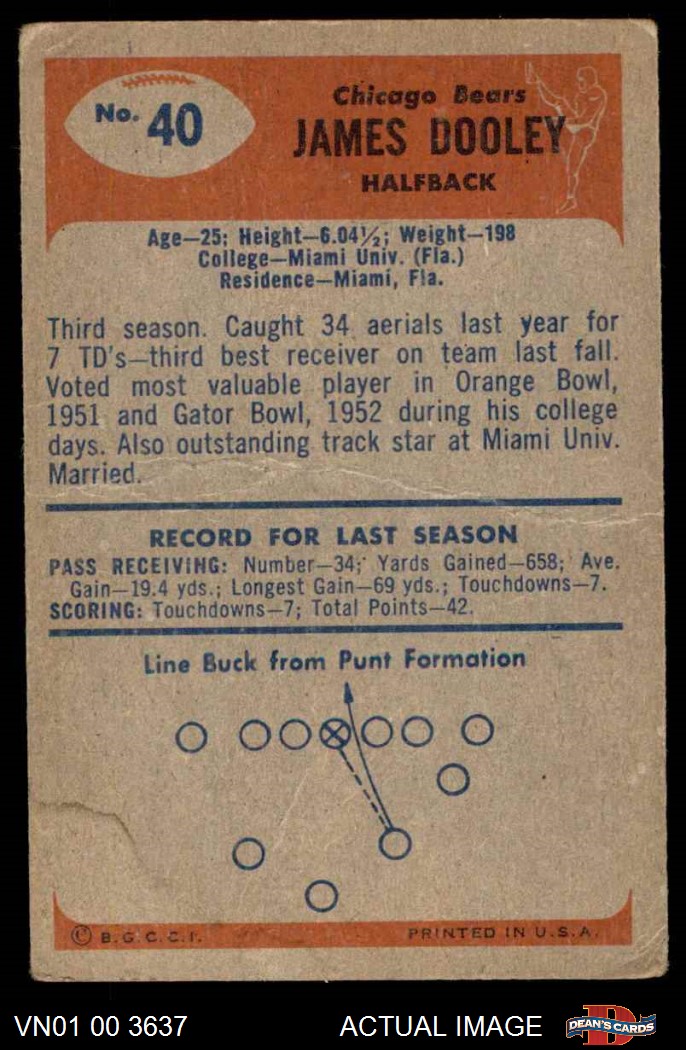 No. 40
Chicago Bears
JAMES DOOLEY
HALFBACK
Age—25; Height—6.04½; Weight—198
College—Miami Univ. (Fla.)
Residence—Miami, Fla.
Third season. Caught 34 aerials last year for
7 TD's—third best receiver on team last fall.
Voted most valuable player in Orange Bowl,
1951 and Gator Bowl, 1952 during his college
days. Also outstanding track star at Miami Univ.
Married.
RECORD FOR LAST SEASON
PASS RECEIVING: Number—34; Yards Gained—658; Ave.
Gain—19.4 yds.; Longest Gain—69 yds.; Touchdowns—7.
SCORING: Touchdowns—7; Total Points—42.
Line Buck from Punt Formation
© B.G.C.C.I.
PRINTED IN U.S.A.
VN01 00 3637
ACTUAL IMAGE
D
DEAN'S CARDS